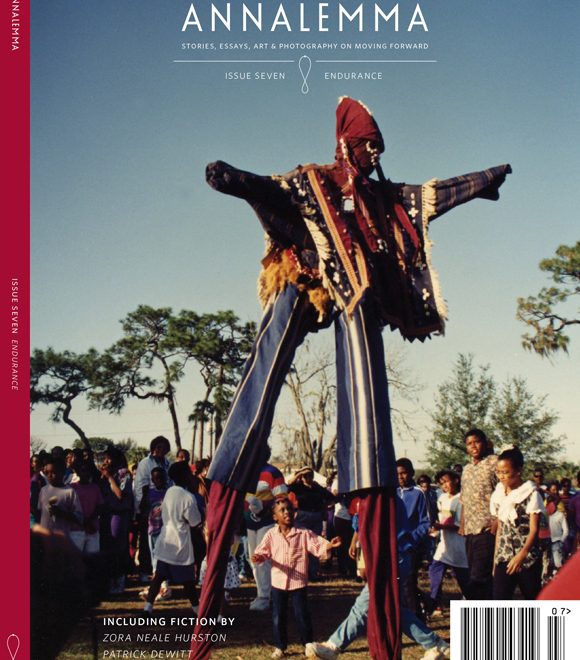 ANNALEMMA
STORIES, ESSAYS, ART & PHOTOGRAPHY ON MOVING FORWARD
ISSUE SEVEN ENDURANCE
ANNALEMMA
ISSUE SEVEN ENDURANCE
INCLUDING FICTION BY
ZORA NEALE HURSTON
PATRICK DEWITT
07>